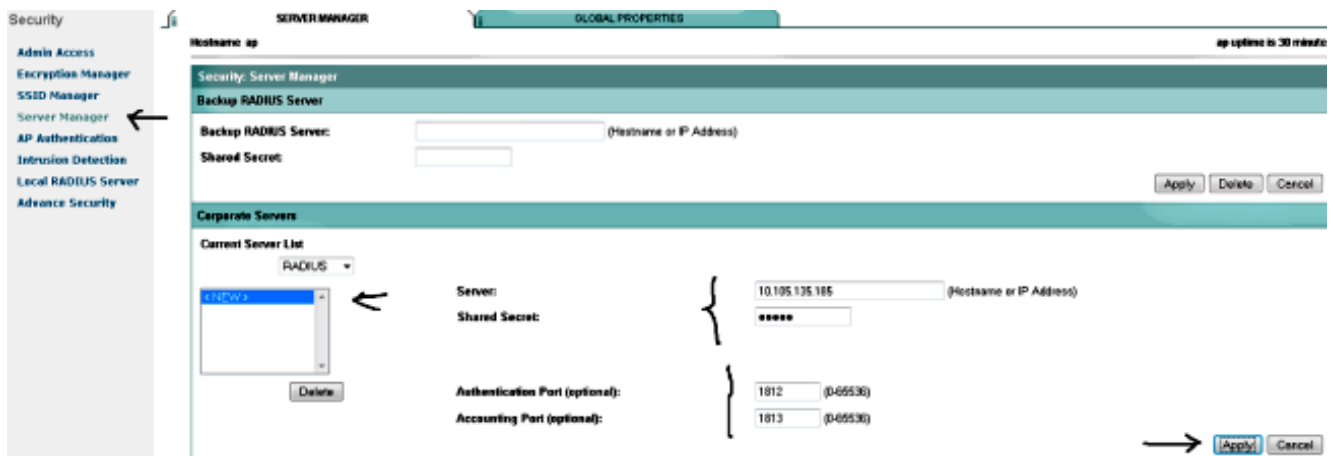 Security
SERVER MANAGER
GLOBAL PROPERTIES
Hostname ap
ap uptime is 30 minute
Admin Access
Encryption Manager
SSID Manager
Server Manager
AP Authentication
Intrusion Detection
Local RADIUS Server
Advance Security
Security: Server Manager
Backup RADIUS Server
Backup RADIUS Server:
(Hostname or IP Address)
Shared Secret:
Apply Delete Cancel
Corporate Servers
Current Server List
RADIUS
< NEW >
Delete
Server:
10.105.135.185
(Hostname or IP Address)
Shared Secret:
●●●●●
Authentication Port (optional):
1812
(0-65536)
Accounting Port (optional):
1813
(0-65536)
Apply Cancel